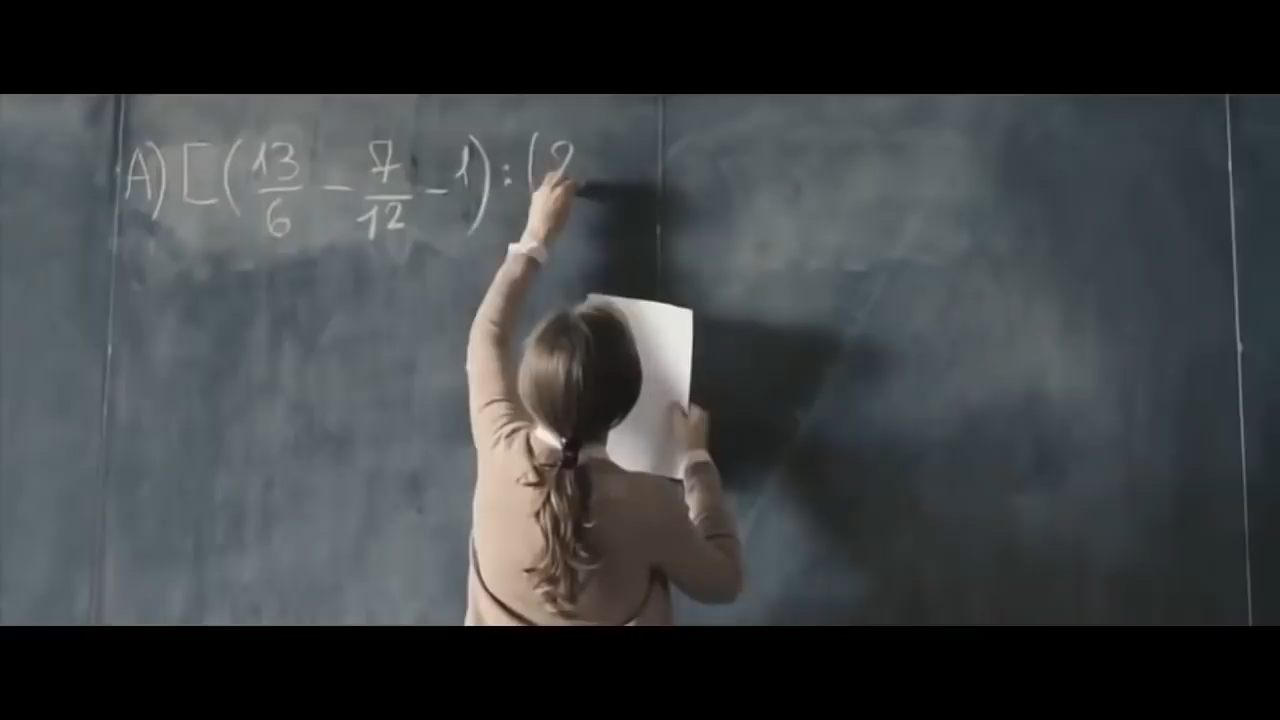 A) [(13/6 - 7/12 - 1) : (